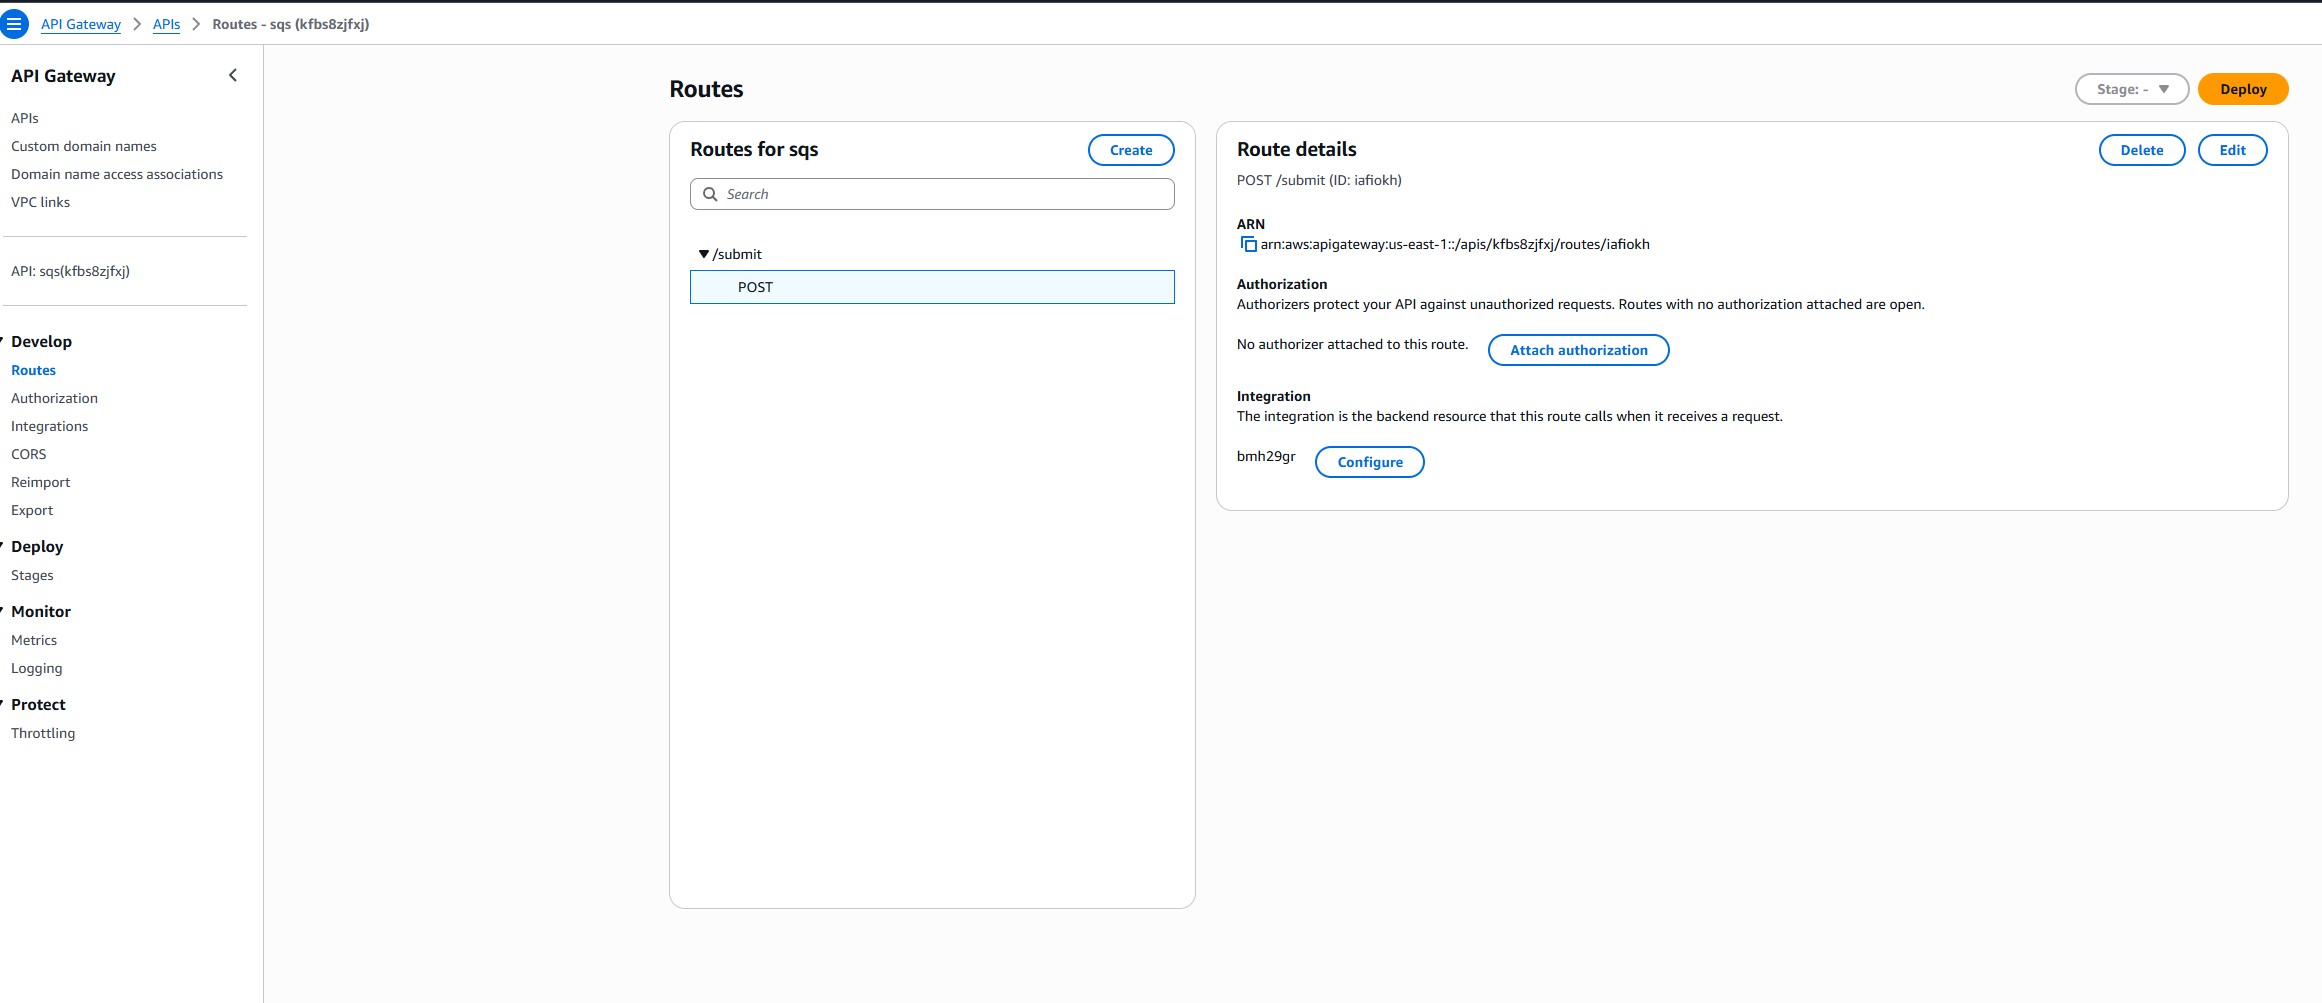 API Gateway > APIs > Routes - sqs (kfbs8zjfxj)
API Gateway
APIs
Custom domain names
Domain name access associations
VPC links
API: sqs(kfbs8zjfxj)
Develop
Routes
Authorization
Integrations
CORS
Reimport
Export
Deploy
Stages
Monitor
Metrics
Logging
Protect
Throttling
Routes
Stage: -
Deploy
Routes for sqs
Create
Search
/submit
POST
Route details
Delete
Edit
POST /submit (ID: iafiokh)
ARN
arn:aws:apigateway:us-east-1::/apis/kfbs8zjfxj/routes/iafiokh
Authorization
Authorizers protect your API against unauthorized requests. Routes with no authorization attached are open.
No authorizer attached to this route.
Attach authorization
Integration
The integration is the backend resource that this route calls when it receives a request.
bmh29gr
Configure